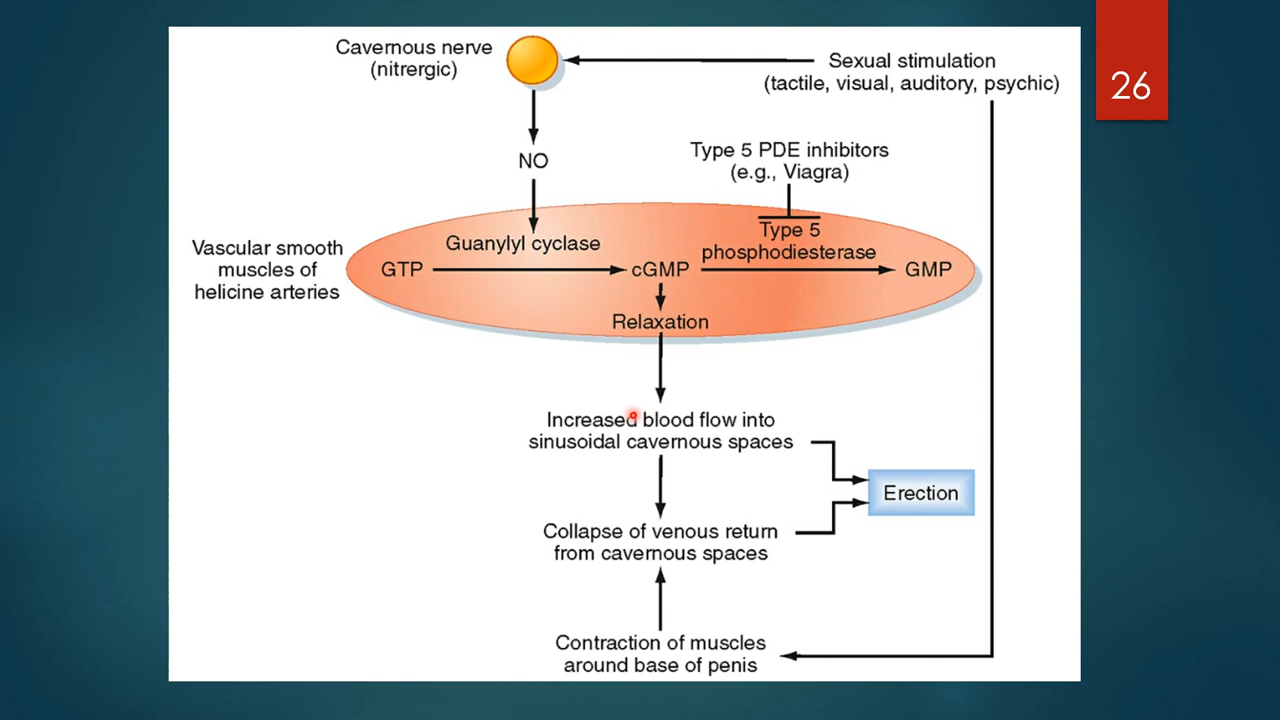 Cavernous nerve
(nitrergic)
Sexual stimulation
(tactile, visual, auditory, psychic)
26
NO
Type 5 PDE inhibitors
(e.g., Viagra)
Vascular smooth
muscles of
helicine arteries
Guanylyl cyclase
Type 5
phosphodiesterase
GTP
cGMP
GMP
Relaxation
Increased blood flow into
sinusoidal cavernous spaces
Erection
Collapse of venous return
from cavernous spaces
Contraction of muscles
around base of penis